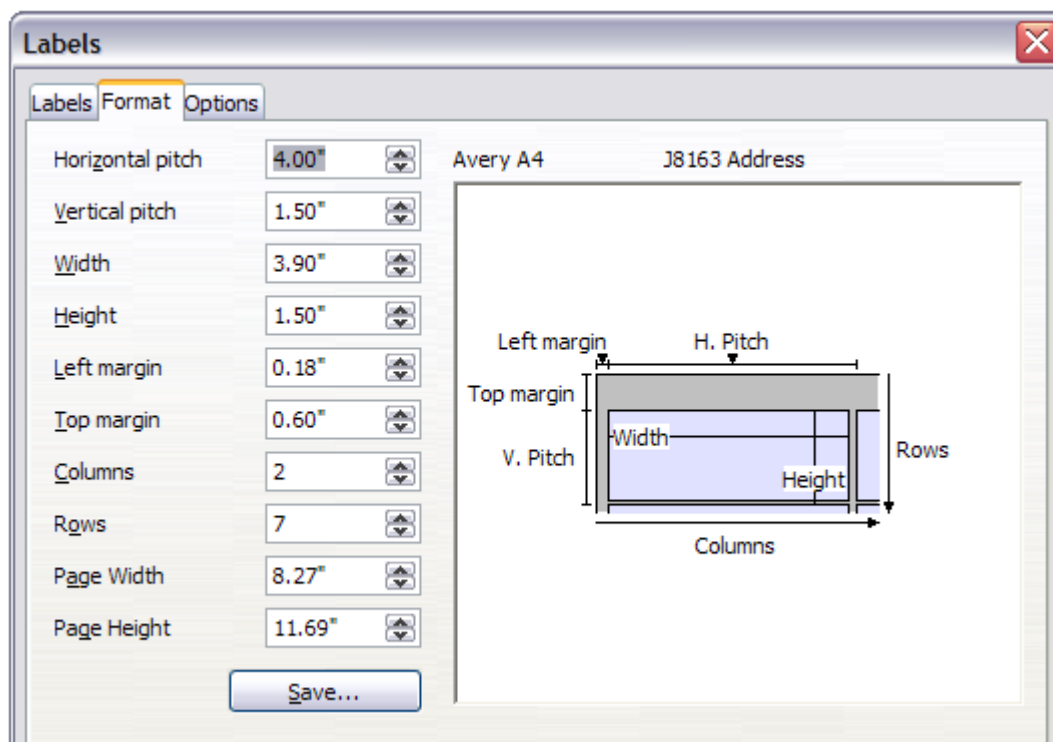 Labels
Labels Format Options
Horizontal pitch 4.00"
Vertical pitch 1.50"
Width 3.90"
Height 1.50"
Left margin 0.18"
Top margin 0.60"
Columns 2
Rows 7
Page Width 8.27"
Page Height 11.69"
Save...
Avery A4 J8163 Address
Left margin H. Pitch
Top margin
Width
V. Pitch
Height
Rows
Columns